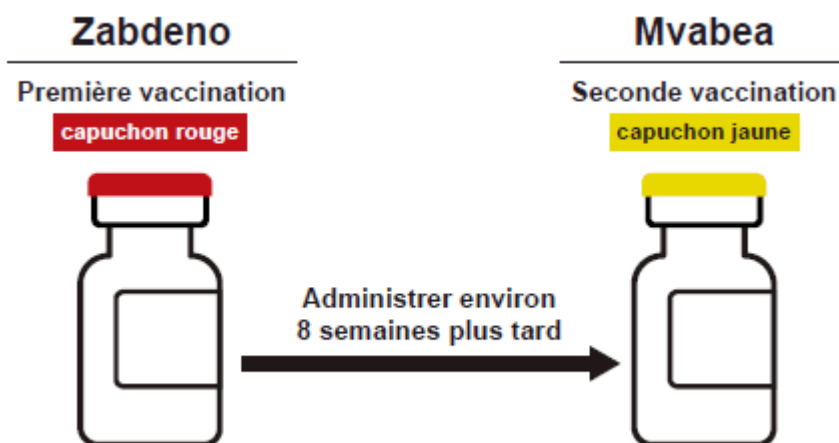 Zabdeno
Première vaccination
capuchon rouge
Mvabea
Seconde vaccination
capuchon jaune
Administrer environ
8 semaines plus tard